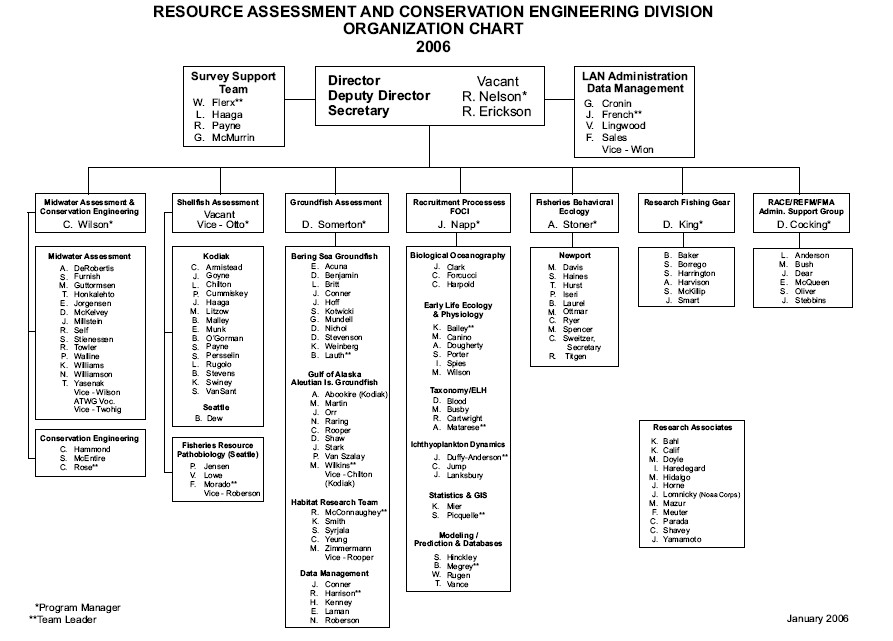 RESOURCE ASSESSMENT AND CONSERVATION ENGINEERING DIVISION
ORGANIZATION CHART
2006
Survey Support
Team
W. Flerx**
L. Haaga
R. Payne
G. McMurrin
Director Vacant
Deputy Director R. Nelson*
Secretary R. Erickson
LAN Administration
Data Management
G. Cronin
J. French**
V. Lingwood
F. Sales
Vice - Wion
Midwater Assessment &
Conservation Engineering
C. Wilson*
Midwater Assessment
A. DeRobertis
S. Furnish
M. Guttormsen
T. Honkalehto
E. Jorgensen
D. McKelvey
J. Millstein
R. Self
S. Stienessen
R. Towler
P. Walline
K. Williams
N. Williamson
T. Yasenak
Vice - Wilson
ATWG Voc.
Vice - Twohig
Conservation Engineering
C. Hammond
S. McEntire
C. Rose**
Shellfish Assessment
Vacant
Vice - Otto*
Kodiak
C. Armistead
J. Goyne
L. Chilton
P. Cummiskey
J. Haaga
M. Litzow
B. Malley
E. Munk
B. O'Gorman
S. Payne
S. Persselin
L. Rugolo
B. Stevens
K. Swiney
S. VanSant
Seattle
B. Dew
Fisheries Resource
Pathobiology (Seattle)
P. Jensen
V. Lowe
F. Morado**
Vice - Roberson
Groundfish Assessment
D. Somerton*
Bering Sea Groundfish
E. Acuna
D. Benjamin
L. Britt
J. Conner
J. Hoff
S. Kotwicki
G. Mundell
D. Nichol
D. Stevenson
K. Weinberg
B. Lauth**
Gulf of Alaska
Aleutian Is. Groundfish
A. Abookire (Kodiak)
M. Martin
J. Orr
N. Raring
C. Rooper
D. Shaw
J. Stark
P. Van Szalay
M. Wilkins**
Vice - Chilton
(Kodiak)
Habitat Research Team
R. McConnaughey**
K. Smith
S. Syrjala
C. Yeung
M. Zimmermann
Vice - Rooper
Data Management
J. Conner
R. Harrison**
H. Kenney
E. Laman
N. Roberson
Recruitment Processess
FOCI
J. Napp*
Biological Oceanography
J. Clark
C. Forcucci
C. Harpold
Early Life Ecology
& Physiology
K. Bailey**
M. Canino
A. Dougherty
S. Porter
I. Spies
M. Wilson
Taxonomy/ELH
D. Blood
M. Busby
R. Cartwright
A. Matarese**
Ichthyoplankton Dynamics
J. Duffy-Anderson**
C. Jump
J. Lanksbury
Statistics & GIS
K. Mier
S. Picquelle**
Modeling /
Prediction & Databases
S. Hinckley
B. Megrey**
W. Rugen
T. Vance
Fisheries Behavioral
Ecology
A. Stoner*
Newport
M. Davis
S. Haines
T. Hurst
P. Iseri
B. Laurel
M. Ottmar
C. Ryer
M. Spencer
C. Sweitzer,
Secretary
R. Titgen
Research Fishing Gear
D. King*
B. Baker
S. Borrego
S. Harrington
A. Harvison
S. McKillip
J. Smart
RACE/REFM/FMA
Admin. Support Group
D. Cocking*
L. Anderson
M. Bush
J. Dear
E. McQueen
S. Oliver
J. Stebbins
Research Associates
K. Bahl
K. Calif
M. Doyle
I. Haredegard
M. Hidalgo
J. Horne
J. Lomnicky (Noaa Corps)
M. Mazur
F. Meuter
C. Parada
C. Shavey
J. Yamamoto
*Program Manager
**Team Leader
January 2006